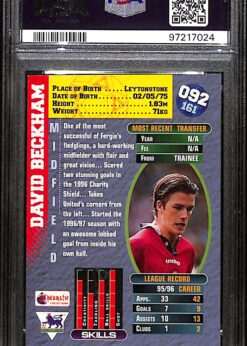 97217024
DAVID BECKHAM
MIDFIELD
PLACE OF BIRTH LEYTONSTONE
DATE OF BIRTH 02/05/75
HEIGHT 1.83M
WEIGHT 71KG
092
161
One of the most
successful of Fergie's
fledglings, a hard-working
midfielder with flair and
great vision... Scored
two stunning goals in
the 1996 Charity
Shield... Takes
United's corners from
the left... Started the
1996/97 season with
an awesome lobbed
goal from inside his
own half.
MOST RECENT TRANSFER
YEAR N/A
FEE N/A
FROM TRAINEE
LEAGUE RECORD
95/96 CAREER
APPS. 33 42
GOALS 7 9
ASSISTS 10 13
CLUBS 1 2
MERLIN
SKILLS